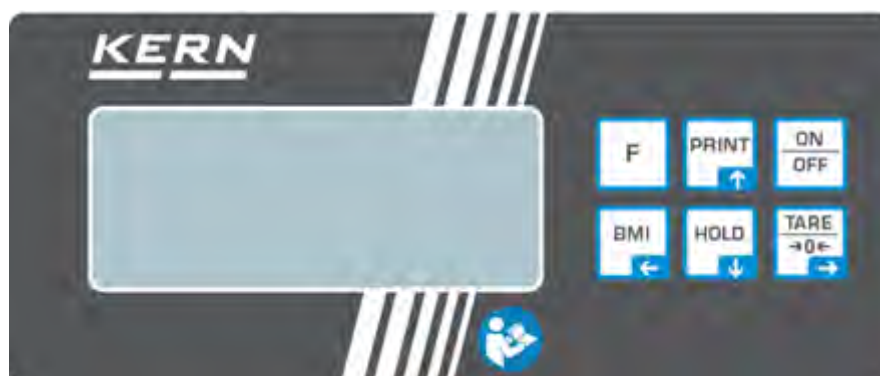 KERN
F
PRINT
ON
OFF
BMI
HOLD
TARE
→0←